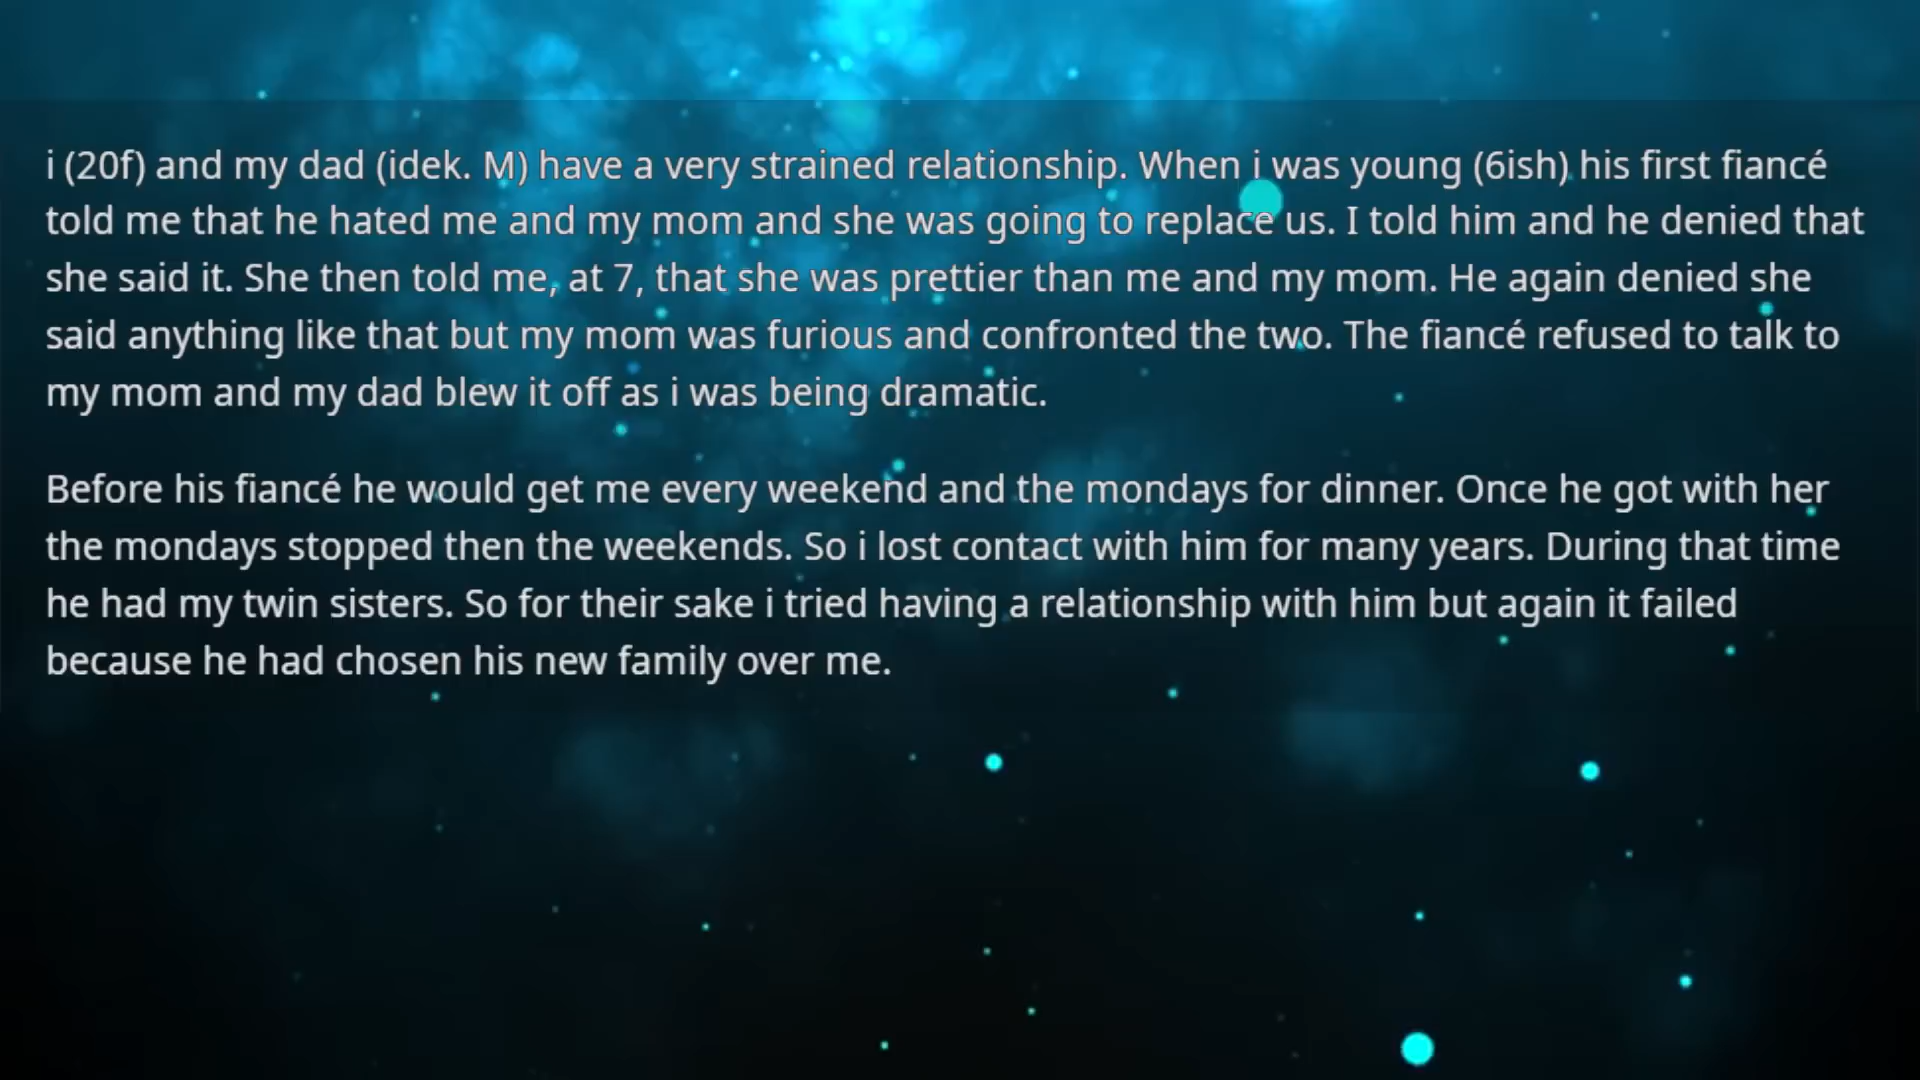 i (20f) and my dad (idek. M) have a very strained relationship. When i was young (6ish) his first fiancé
told me that he hated me and my mom and she was going to replace us. I told him and he denied that
she said it. She then told me, at 7, that she was prettier than me and my mom. He again denied she
said anything like that but my mom was furious and confronted the two. The fiancé refused to talk to
my mom and my dad blew it off as i was being dramatic.
Before his fiancé he would get me every weekend and the mondays for dinner. Once he got with her
the mondays stopped then the weekends. So i lost contact with him for many years. During that time
he had my twin sisters. So for their sake i tried having a relationship with him but again it failed
because he had chosen his new family over me.